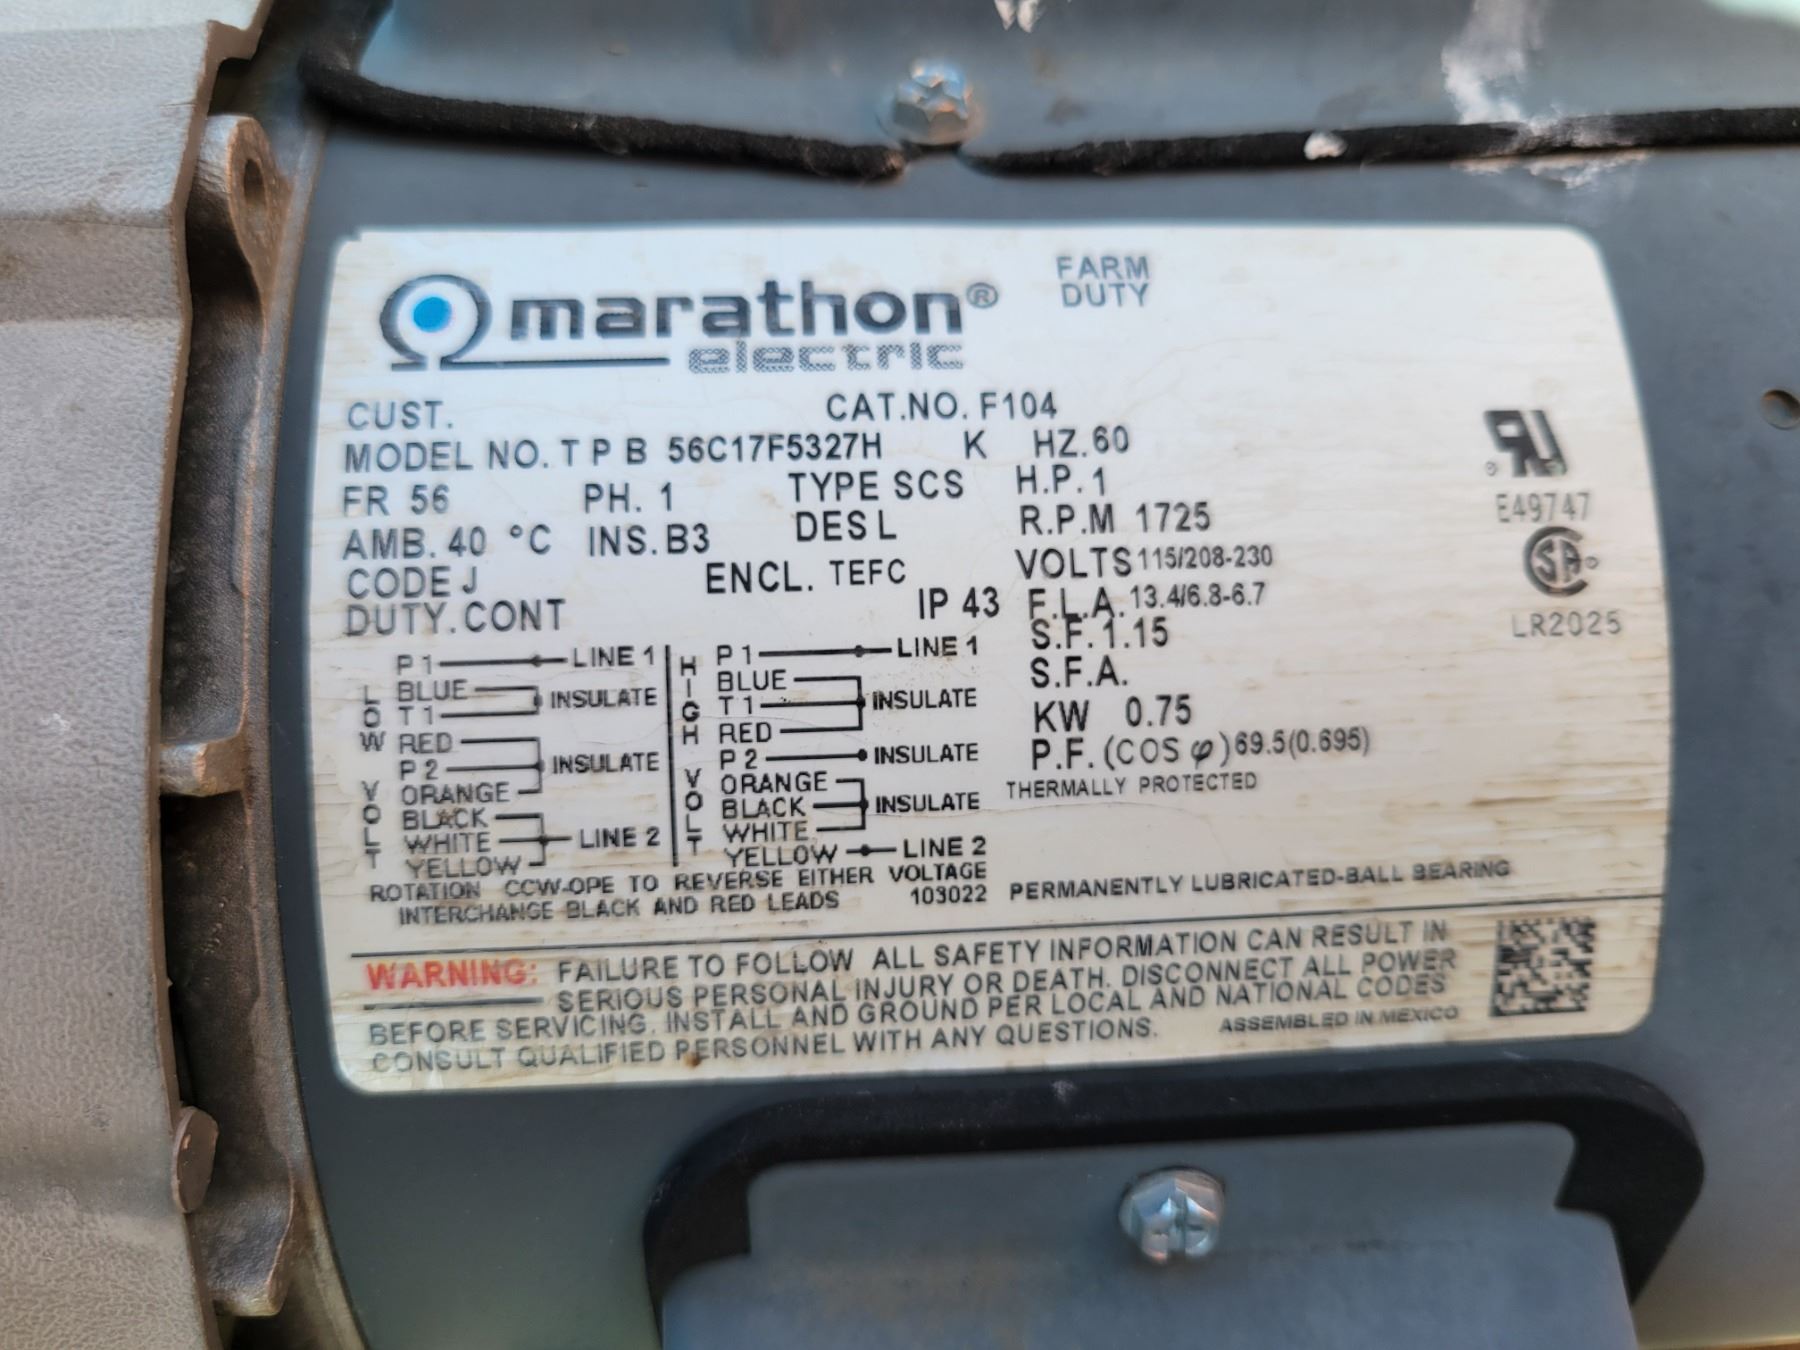 marathon®
electric
FARM
DUTY
CUST. CAT.NO. F104
MODEL NO. T P B 56C17F5327H K HZ. 60
FR 56 PH. 1 TYPE SCS H.P. 1
AMB. 40 °C INS. B3 DES L R.P.M 1725
CODE J ENCL. TEFC VOLTS 115/208-230
DUTY. CONT IP 43 F.L.A. 13.4/6.8-6.7
S.F. 1.15
S.F.A.
KW 0.75
P.F. (COS φ) 69.5(0.695)
THERMALLY PROTECTED
E49747
LR2025
LOW VOLT
P1 LINE 1
BLUE
T1 INSULATE
RED
P2 INSULATE
ORANGE
BLACK
WHITE LINE 2
YELLOW
HIGH VOLT
P1 LINE 1
BLUE
T1 INSULATE
RED
P2 INSULATE
ORANGE
BLACK INSULATE
WHITE
YELLOW LINE 2
ROTATION CCW-OPE TO REVERSE EITHER VOLTAGE
INTERCHANGE BLACK AND RED LEADS 103022
PERMANENTLY LUBRICATED-BALL BEARING
WARNING: FAILURE TO FOLLOW ALL SAFETY INFORMATION CAN RESULT IN
SERIOUS PERSONAL INJURY OR DEATH. DISCONNECT ALL POWER
BEFORE SERVICING. INSTALL AND GROUND PER LOCAL AND NATIONAL CODES
CONSULT QUALIFIED PERSONNEL WITH ANY QUESTIONS. ASSEMBLED IN MEXICO